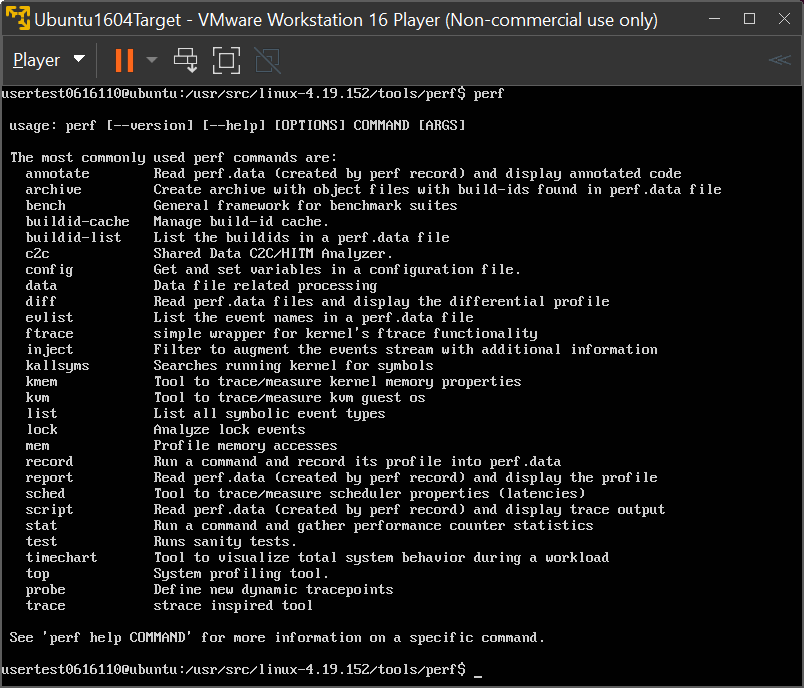 Ubuntu1604Target - VMware Workstation 16 Player (Non-commercial use only)
Player
usertest0616110@ubuntu:/usr/src/linux-4.19.152/tools/perf$ perf
usage: perf [--version] [--help] [OPTIONS] COMMAND [ARGS]
The most commonly used perf commands are:
annotate Read perf.data (created by perf record) and display annotated code
archive Create archive with object files with build-ids found in perf.data file
bench General framework for benchmark suites
buildid-cache Manage build-id cache.
buildid-list List the buildids in a perf.data file
c2c Shared Data C2C/HITM Analyzer.
config Get and set variables in a configuration file.
data Data file related processing
diff Read perf.data files and display the differential profile
evlist List the event names in a perf.data file
ftrace simple wrapper for kernel's ftrace functionality
inject Filter to augment the events stream with additional information
kallsyms Searches running kernel for symbols
kmem Tool to trace/measure kernel memory properties
kvm Tool to trace/measure kvm guest os
list List all symbolic event types
lock Analyze lock events
mem Profile memory accesses
record Run a command and record its profile into perf.data
report Read perf.data (created by perf record) and display the profile
sched Tool to trace/measure scheduler properties (latencies)
script Read perf.data (created by perf record) and display trace output
stat Run a command and gather performance counter statistics
test Runs sanity tests.
timechart Tool to visualize total system behavior during a workload
top System profiling tool.
probe Define new dynamic tracepoints
trace strace inspired tool
See 'perf help COMMAND' for more information on a specific command.
usertest0616110@ubuntu:/usr/src/linux-4.19.152/tools/perf$ _